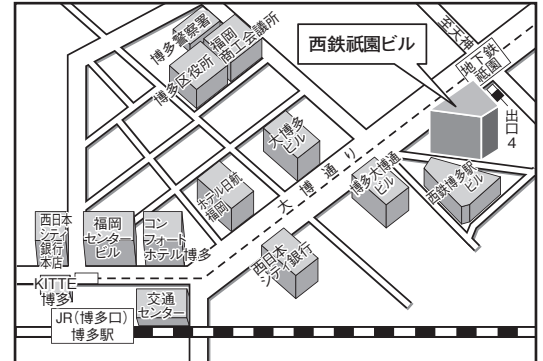 博多警察署
福岡
商工会議所
博多区役所
西鉄祇園ビル
至天神
地下鉄
祇園
出口4
大博多
ビル
大博通り
博多大博通
ビル
西鉄博多駅
ビル
ホテル日航
福岡
西日本
シティ銀行
西日本
シティ
銀行
本店
福岡
センター
ビル
コン
フォート
ホテル博多
KITTE
博多
交通
センター
JR(博多口)
博多駅